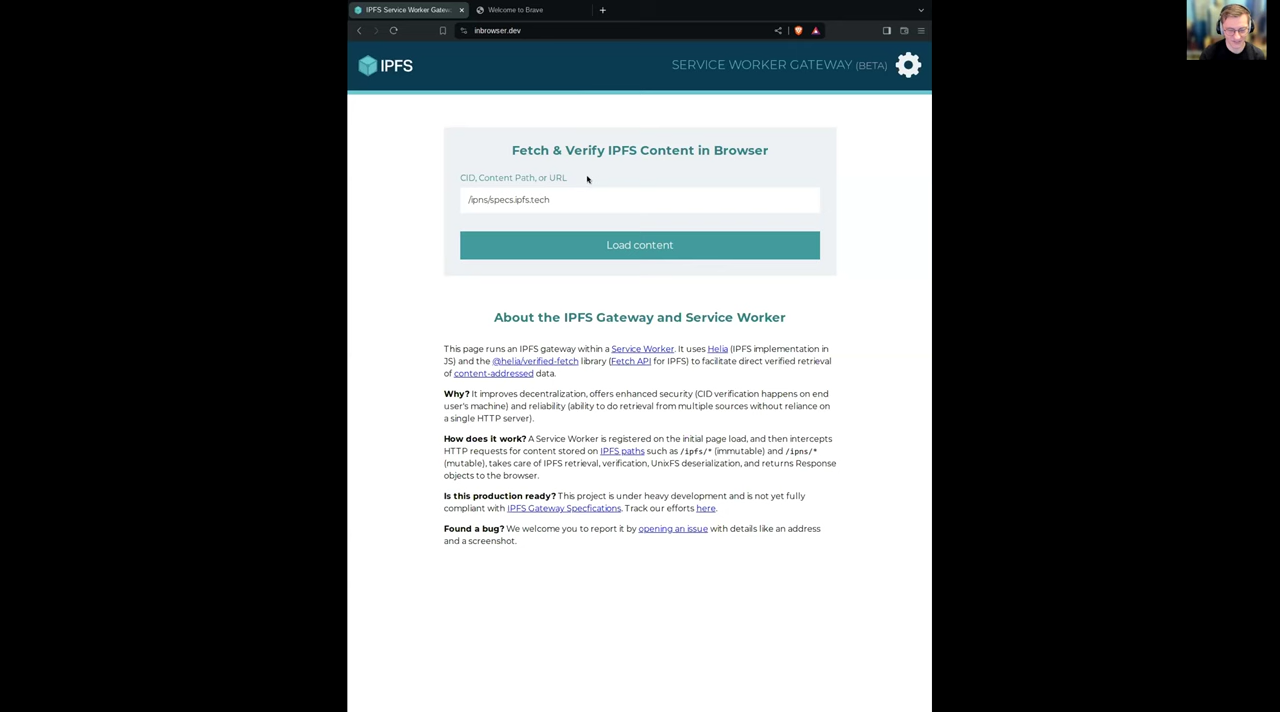 IPFS Service Worker Gatew
Welcome to Brave
inbrowser.dev
IPFS
SERVICE WORKER GATEWAY (BETA)
Fetch & Verify IPFS Content in Browser
CID, Content Path, or URL
/ipns/specs.ipfs.tech
Load content
About the IPFS Gateway and Service Worker
This page runs an IPFS gateway within a Service Worker. It uses Helia (IPFS implementation in
JS) and the @helia/verified-fetch library (Fetch API for IPFS) to facilitate direct verified retrieval
of content-addressed data.
Why? It improves decentralization, offers enhanced security (CID verification happens on end
user's machine) and reliability (ability to do retrieval from multiple sources without reliance on
a single HTTP server).
How does it work? A Service Worker is registered on the initial page load, and then intercepts
HTTP requests for content stored on IPFS paths such as /ipfs/* (immutable) and /ipns/*
(mutable), takes care of IPFS retrieval, verification, UnixFS deserialization, and returns Response
objects to the browser.
Is this production ready? This project is under heavy development and is not yet fully
compliant with IPFS Gateway Specfications. Track our efforts here.
Found a bug? We welcome you to report it by opening an issue with details like an address
and a screenshot.